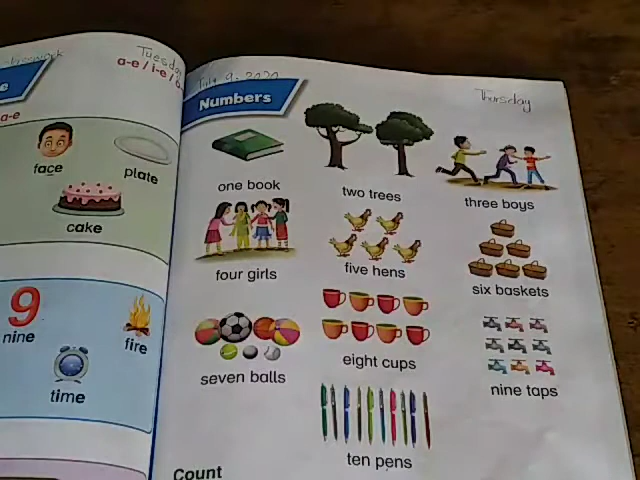 Tuesday
a-e / i-e /
e
a-e
face
plate
cake
9
nine
fire
time
July 9, 2020
Thursday
Numbers
one book
two trees
three boys
four girls
five hens
six baskets
seven balls
eight cups
nine taps
ten pens
Count